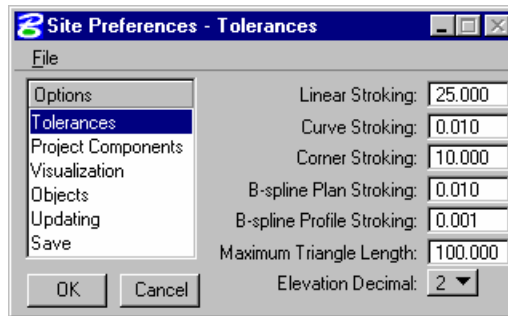 Site Preferences - Tolerances
File
Options
Tolerances
Project Components
Visualization
Objects
Updating
Save
Linear Stroking: 25.000
Curve Stroking: 0.010
Corner Stroking: 10.000
B-spline Plan Stroking: 0.010
B-spline Profile Stroking: 0.001
Maximum Triangle Length: 100.000
Elevation Decimal: 2
OK Cancel